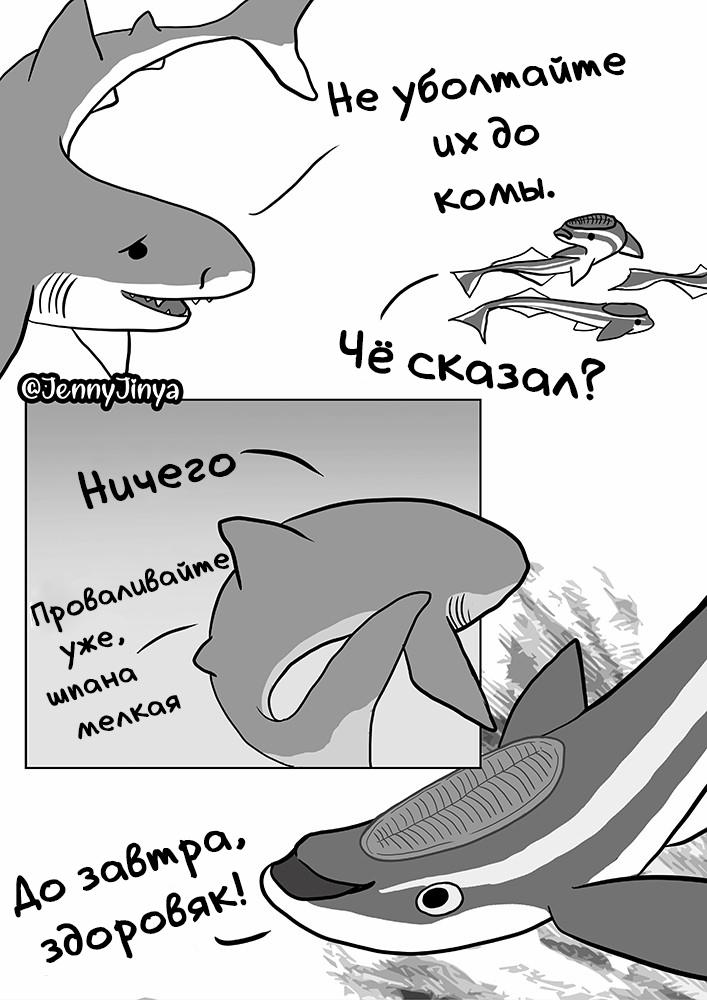 Не уболтайте
их до
комы.
Чё сказал?
@JennyJinya
Ничего
Проваливайте
уже,
шпана
мелкая
До завтра,
здоровяк!